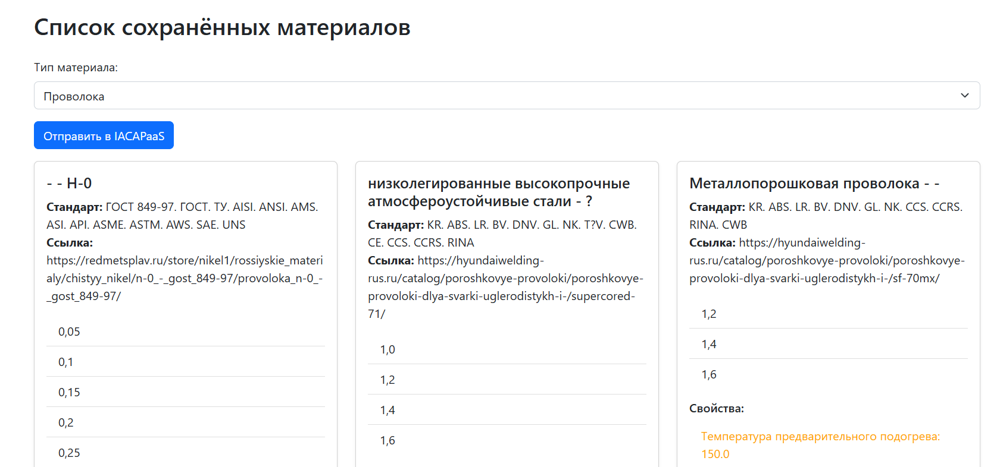 Список сохранённых материалов
Тип материала:
Проволока
Отправить в IACAPaaS
- - Н-0
Стандарт: ГОСТ 849-97. ГОСТ. ТУ. AISI. ANSI. AMS.
ASI. API. ASME. ASTM. AWS. SAE. UNS
Ссылка:
https://redmetsplav.ru/store/nikel1/rossiyskie_materi
aly/chistyy_nikel/n-0_-_gost_849-97/provoloka_n-0_-
_gost_849-97/
0,05
0,1
0,15
0,2
0,25
низколегированные высокопрочные
атмосфероустойчивые стали - ?
Стандарт: KR. ABS. LR. BV. DNV. GL. NK. T?V. CWB.
CE. CCS. CCRS. RINA
Ссылка: https://hyundaiwelding-
rus.ru/catalog/poroshkovye-provoloki/poroshkovye-
provoloki-dlya-svarki-uglerodistykh-i-/supercored-
71/
1,0
1,2
1,4
1,6
Металлопорошковая проволока - -
Стандарт: KR. ABS. LR. BV. DNV. GL. NK. CCS. CCRS.
RINA. CWB
Ссылка: https://hyundaiwelding-
rus.ru/catalog/poroshkovye-provoloki/poroshkovye-
provoloki-dlya-svarki-uglerodistykh-i-/sf-70mx/
1,2
1,4
1,6
Свойства:
Температура предварительного подогрева:
150.0